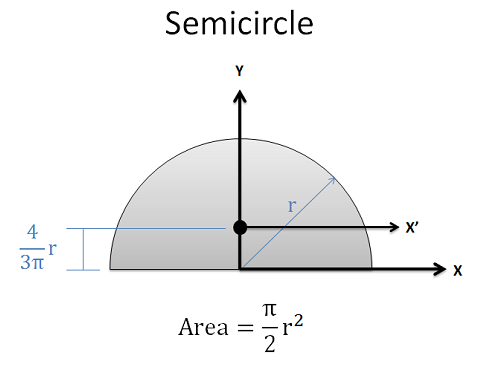 Semicircle
Y
r
X'
4/3π r
X
Area = π/2 r²